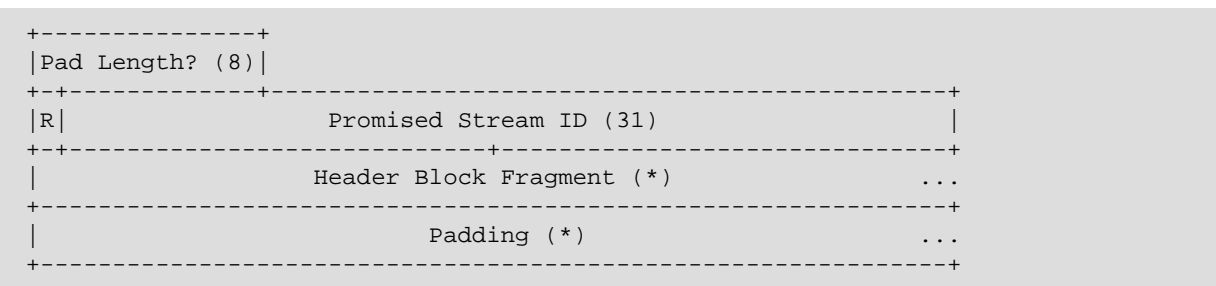 +---------------+
|Pad Length? (8)|
+-+-------------+-----------------------------------------------+
|R|                  Promised Stream ID (31)                    |
+-+-----------------------------+-------------------------------+
|                   Header Block Fragment (*)                 ...
+---------------------------------------------------------------+
|                           Padding (*)                       ...
+---------------------------------------------------------------+